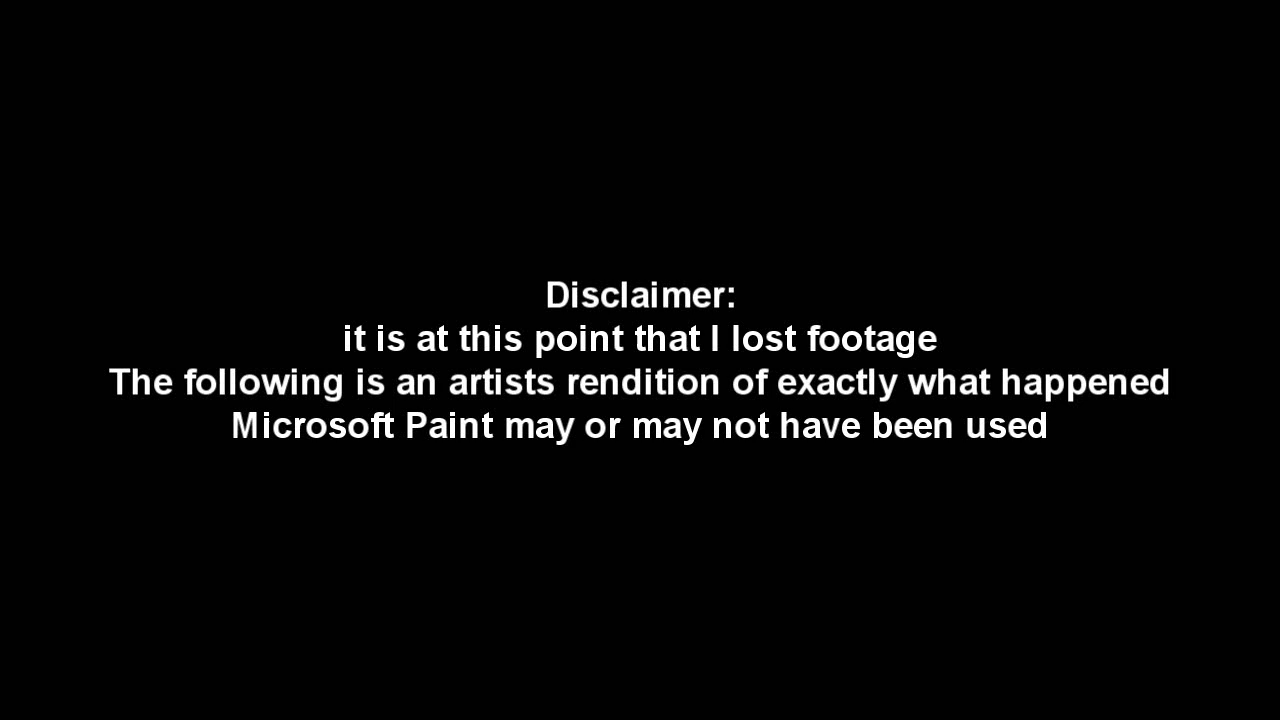 Disclaimer:
it is at this point that I lost footage
The following is an artists rendition of exactly what happened
Microsoft Paint may or may not have been used